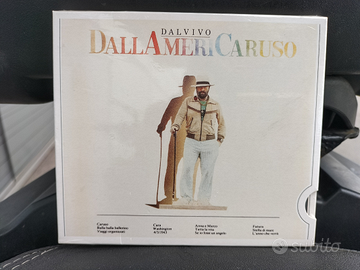 DALVIVO
DALLAMERICARUSO
Caruso
Balla balla ballerino
Viaggi organizzati
Cara
Washington
4/3/1943
Anna e Marco
Tutta la vita
Se io fossi un angelo
Futura
Stella di mare
L'anno che verrà
subito